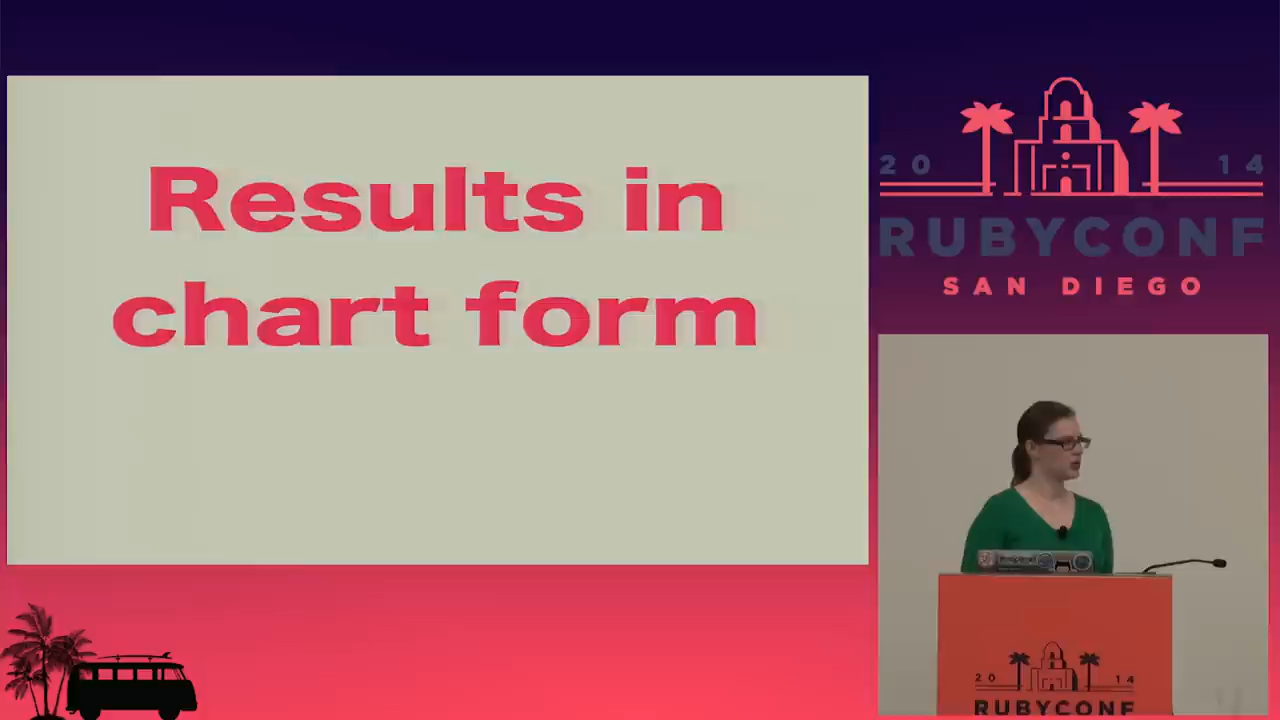 Results in
chart form
20 14
RUBYCONF
SAN DIEGO
20 14
RUBYCONF